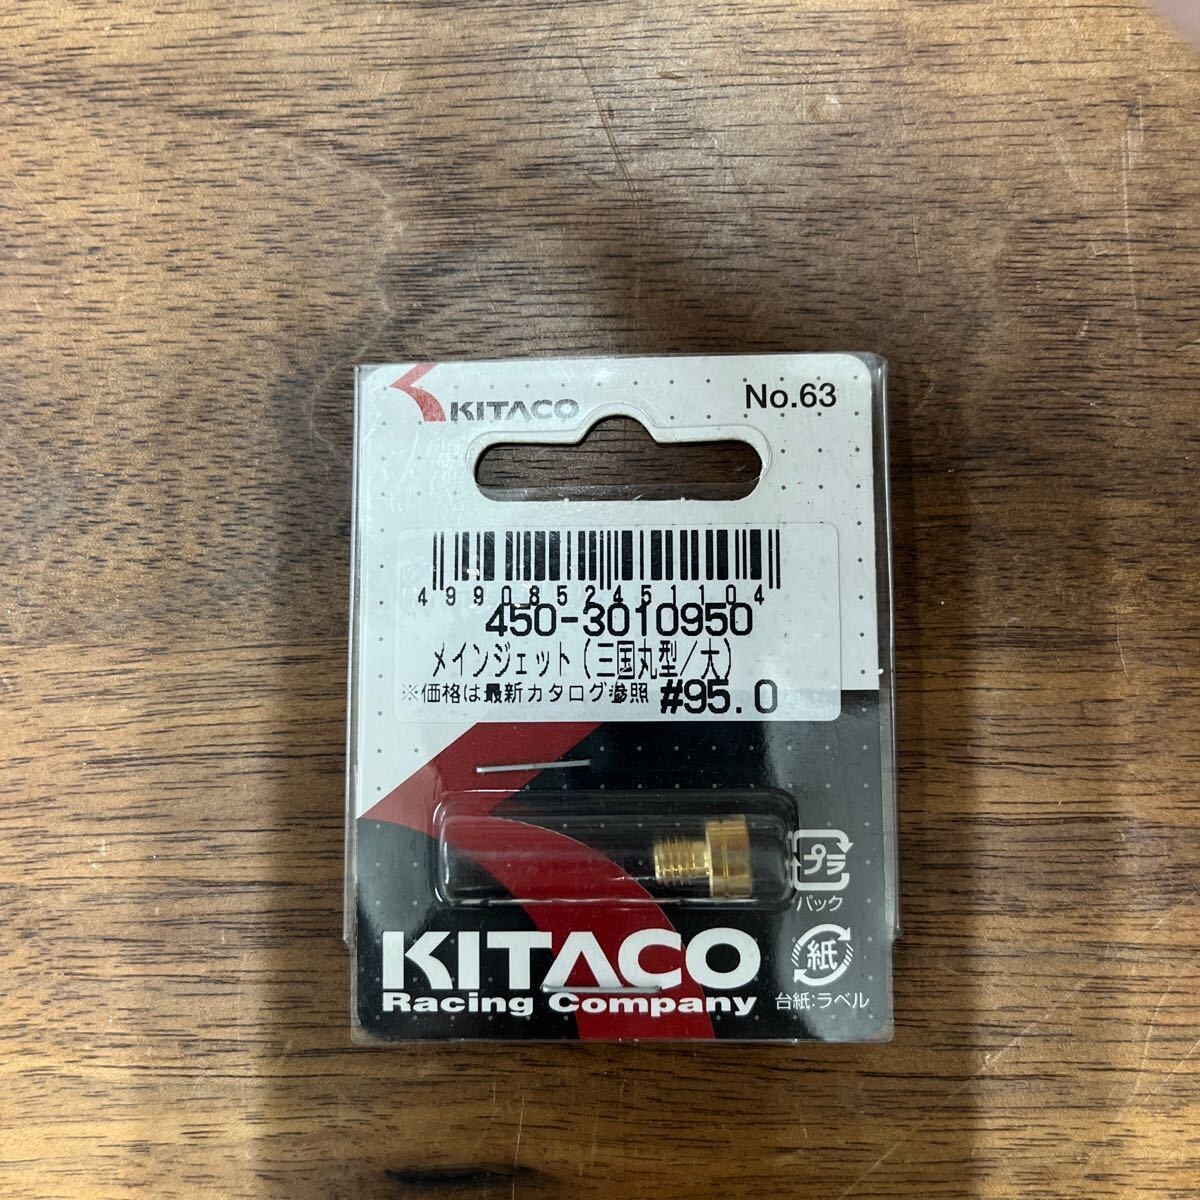 KITACO
No.63
4990852451104
450-3010950
メインジェット(三国丸型/大)
※価格は最新カタログ参照 #95.0
プラ
パック
KITACO
Racing Company
紙
台紙:ラベル